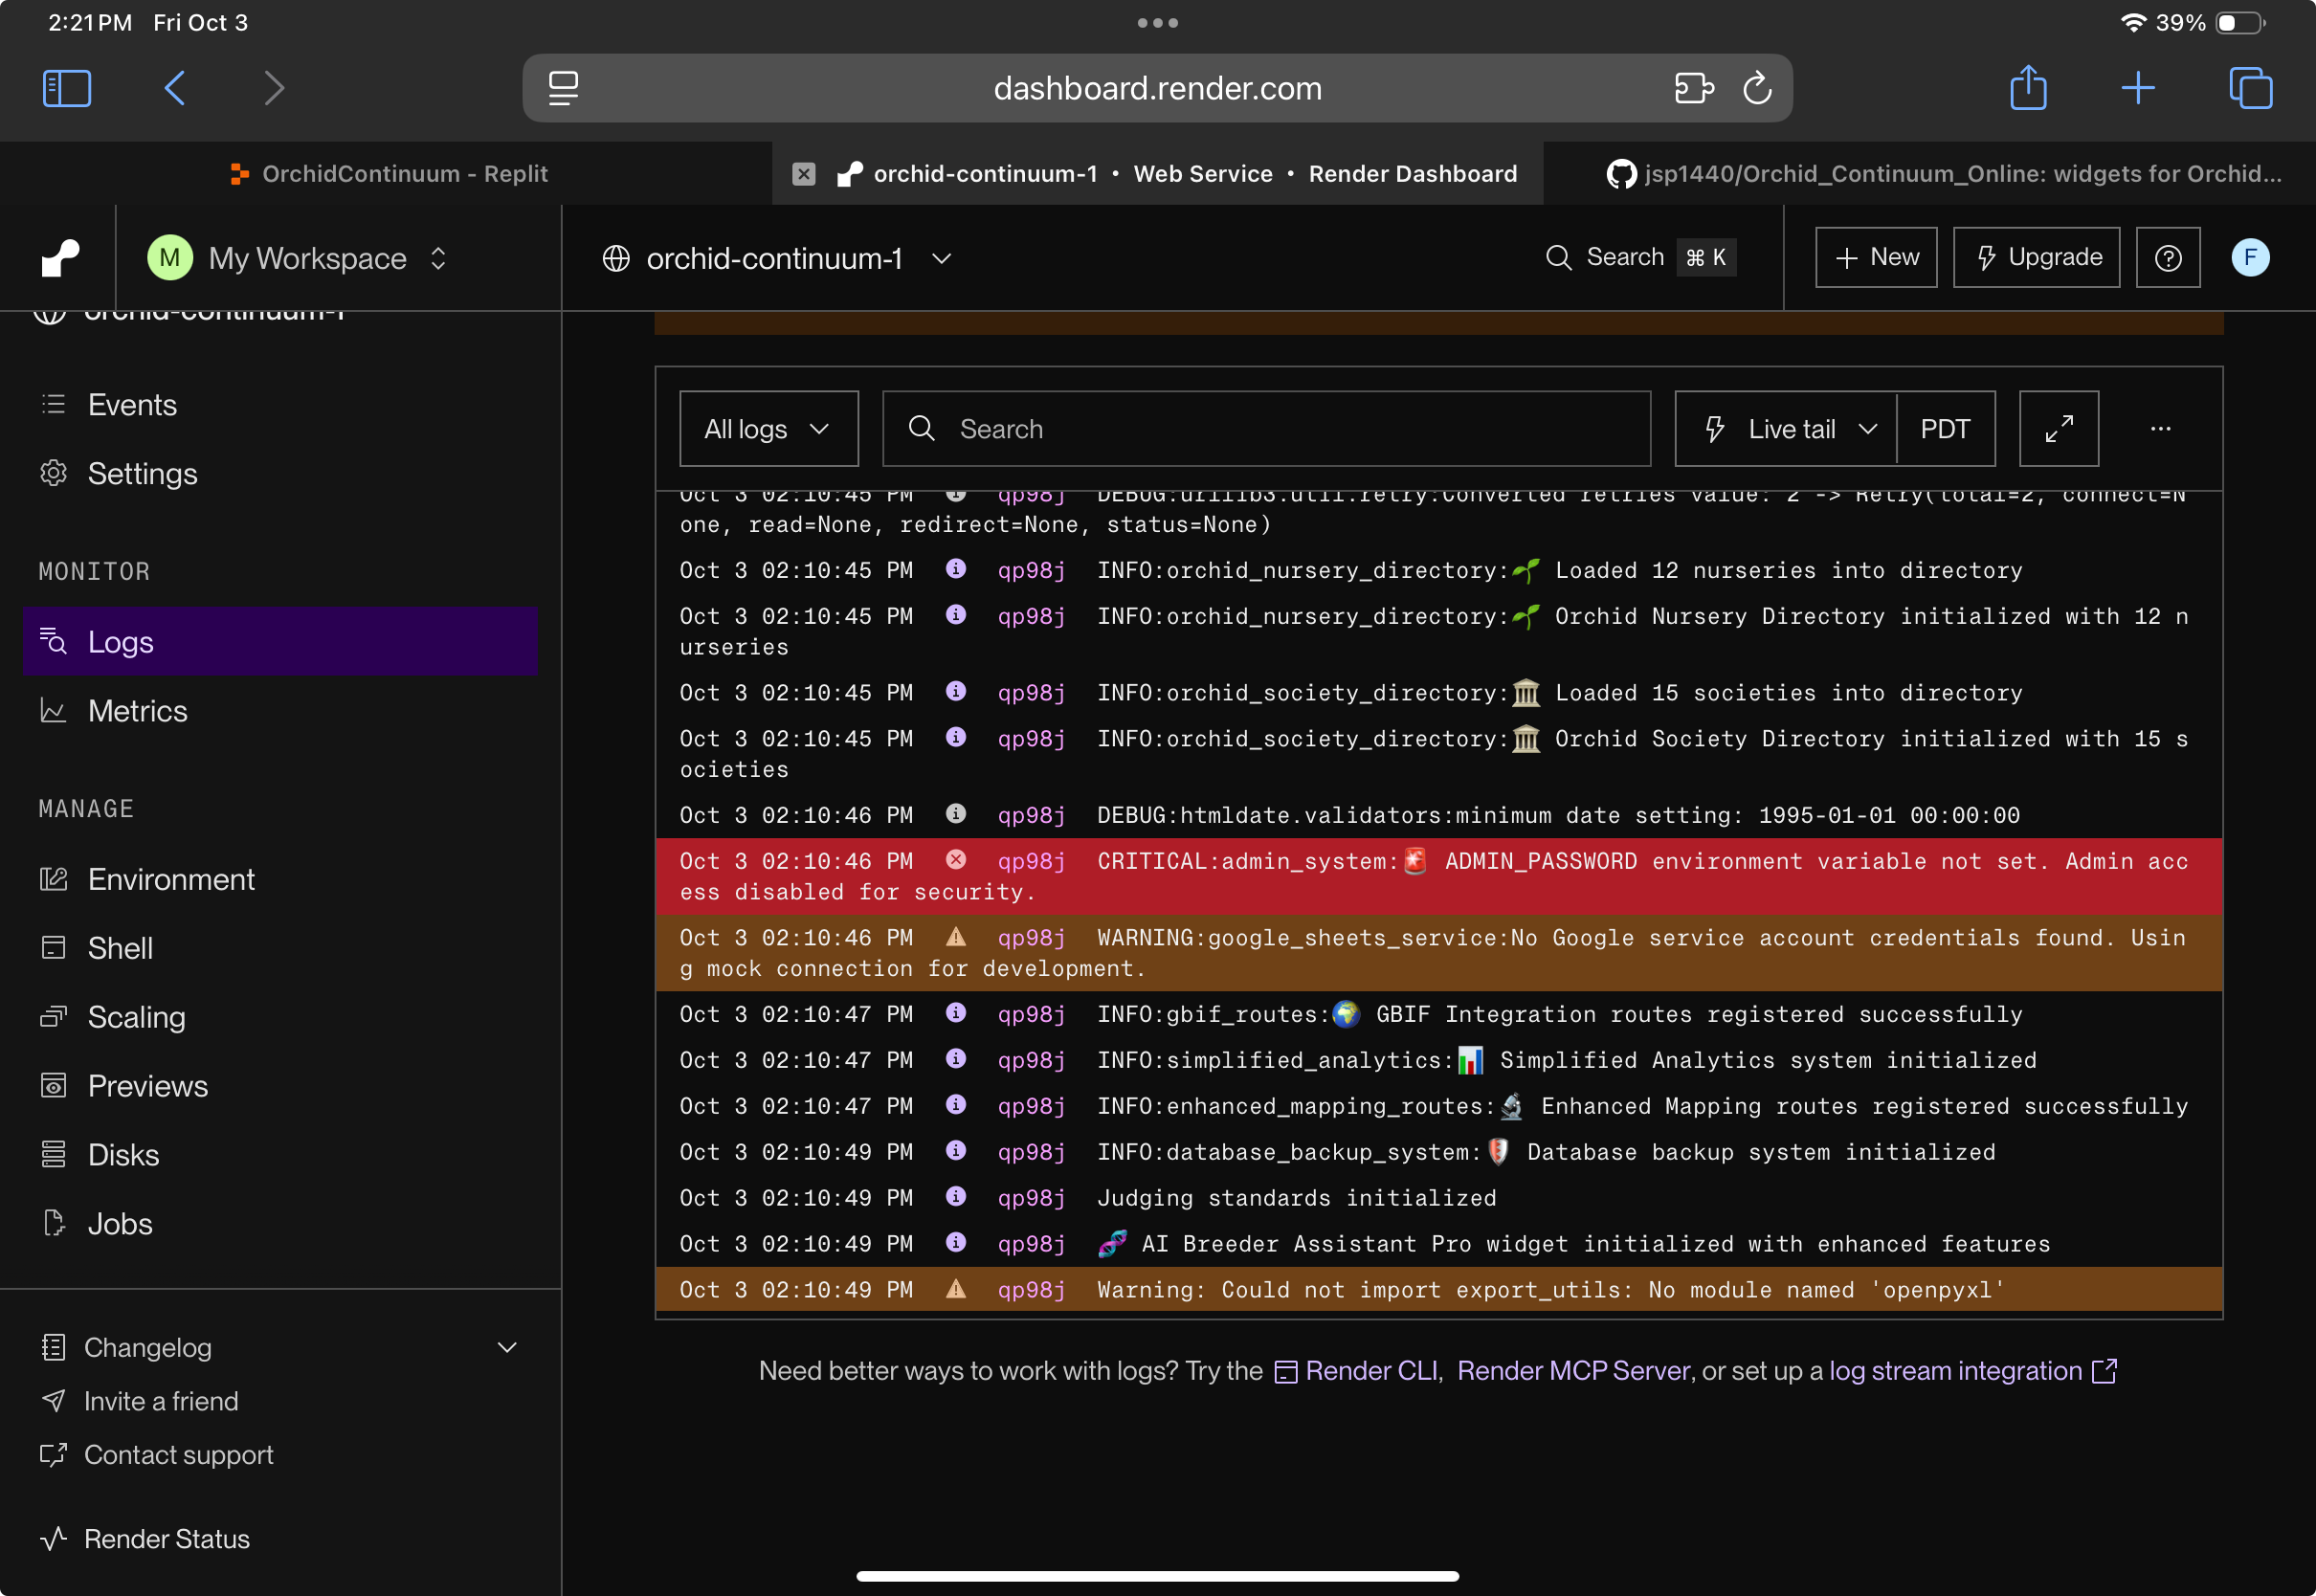 2:21 PM Fri Oct 3
39%
dashboard.render.com
OrchidContinuum - Replit
orchid-continuum-1 • Web Service • Render Dashboard
jsp1440/Orchid_Continuum_Online: widgets for Orchid...
M My Workspace
orchid-continuum-1
Search ⌘ K
+ New
Upgrade
F
orchid-continuum-1
Events
Settings
MONITOR
Logs
Metrics
MANAGE
Environment
Shell
Scaling
Previews
Disks
Jobs
Changelog
Invite a friend
Contact support
Render Status
All logs
Search
Live tail
PDT
...
Oct 3 02:10:45 PM qp98j DEBUG:urllib3.util.retry:Converted retries value: 2 -> Retry(total=2, connect=N
one, read=None, redirect=None, status=None)
Oct 3 02:10:45 PM qp98j INFO:orchid_nursery_directory:🌱 Loaded 12 nurseries into directory
Oct 3 02:10:45 PM qp98j INFO:orchid_nursery_directory:🌱 Orchid Nursery Directory initialized with 12 n
urseries
Oct 3 02:10:45 PM qp98j INFO:orchid_society_directory:🏛️ Loaded 15 societies into directory
Oct 3 02:10:45 PM qp98j INFO:orchid_society_directory:🏛️ Orchid Society Directory initialized with 15 s
ocieties
Oct 3 02:10:46 PM qp98j DEBUG:htmldate.validators:minimum date setting: 1995-01-01 00:00:00
Oct 3 02:10:46 PM qp98j CRITICAL:admin_system:🚨 ADMIN_PASSWORD environment variable not set. Admin acc
ess disabled for security.
Oct 3 02:10:46 PM qp98j WARNING:google_sheets_service:No Google service account credentials found. Usin
g mock connection for development.
Oct 3 02:10:47 PM qp98j INFO:gbif_routes:🌍 GBIF Integration routes registered successfully
Oct 3 02:10:47 PM qp98j INFO:simplified_analytics:📊 Simplified Analytics system initialized
Oct 3 02:10:47 PM qp98j INFO:enhanced_mapping_routes:🔬 Enhanced Mapping routes registered successfully
Oct 3 02:10:49 PM qp98j INFO:database_backup_system:🛡️ Database backup system initialized
Oct 3 02:10:49 PM qp98j Judging standards initialized
Oct 3 02:10:49 PM qp98j 🧬 AI Breeder Assistant Pro widget initialized with enhanced features
Oct 3 02:10:49 PM qp98j Warning: Could not import export_utils: No module named 'openpyxl'
Need better ways to work with logs? Try the Render CLI, Render MCP Server, or set up a log stream integration